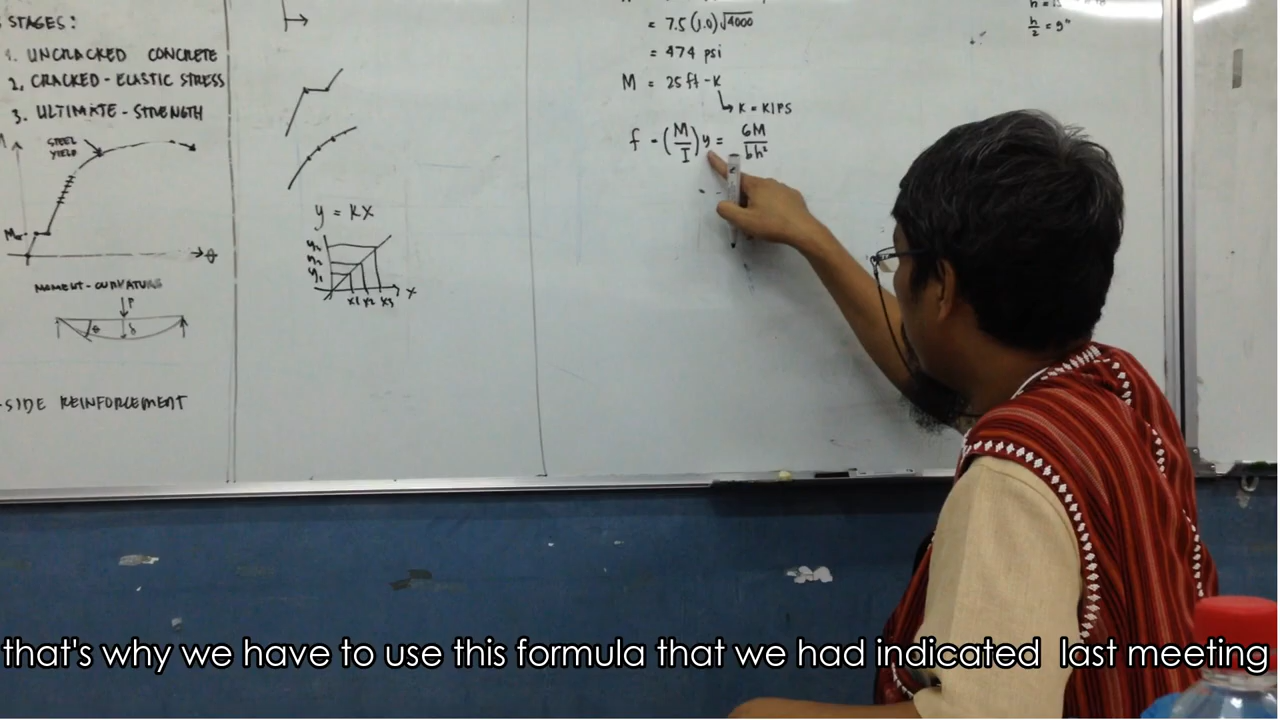 STAGES:
1. UNCRACKED CONCRETE
2. CRACKED - ELASTIC STRESS
3. ULTIMATE - STRENGTH
STEEL
YIELD
θ
MOMENT - CURVATURE
P
θ
δ
-SIDE REINFORCEMENT
y = KX
y₁
X1 X2 X3
X
= 7.5 (1.0) √4000
= 474 psi
M = 25 ft - K
K = KIPS
f = (M/I) y = 6M/bh²
h/2 = 9"
that's why we have to use this formula that we had indicated last meeting